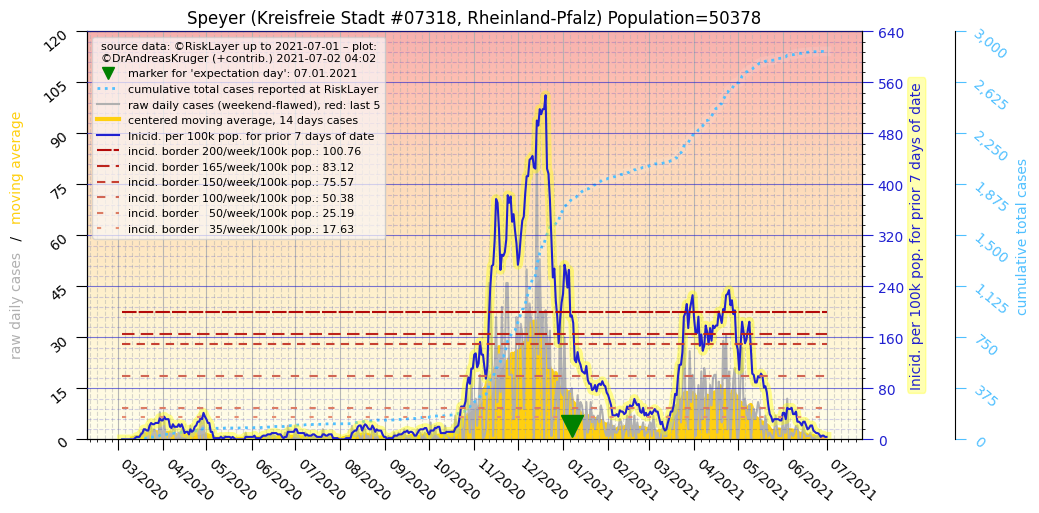 Speyer (Kreisfreie Stadt #07318, Rheinland-Pfalz) Population=50378
source data: ©RiskLayer up to 2021-07-01 – plot:
©DrAndreasKruger (+contrib.) 2021-07-02 04:02
marker for 'expectation day': 07.01.2021
cumulative total cases reported at RiskLayer
raw daily cases (weekend-flawed), red: last 5
centered moving average, 14 days cases
Inicid. per 100k pop. for prior 7 days of date
incid. border 200/week/100k pop.: 100.76
incid. border 165/week/100k pop.: 83.12
incid. border 150/week/100k pop.: 75.57
incid. border 100/week/100k pop.: 50.38
incid. border 50/week/100k pop.: 25.19
incid. border 35/week/100k pop.: 17.63
raw daily cases / moving average
120
105
90
75
60
45
30
15
0
640
560
480
400
320
240
160
80
0
Inicid. per 100k pop. for prior 7 days of date
3,000
2,625
2,250
1,875
1,500
1,125
750
375
0
cumulative total cases
03/2020
04/2020
05/2020
06/2020
07/2020
08/2020
09/2020
10/2020
11/2020
12/2020
01/2021
02/2021
03/2021
04/2021
05/2021
06/2021
07/2021